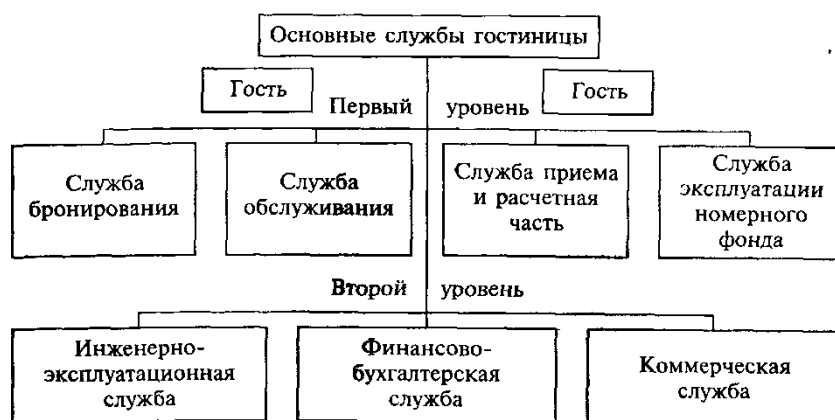 Основные службы гостиницы
Гость
Гость
Первый уровень
Служба
бронирования
Служба
обслуживания
Служба приема
и расчетная
часть
Служба
эксплуатации
номерного
фонда
Второй уровень
Инженерно-
эксплуатационная
служба
Финансово-
бухгалтерская
служба
Коммерческая
служба